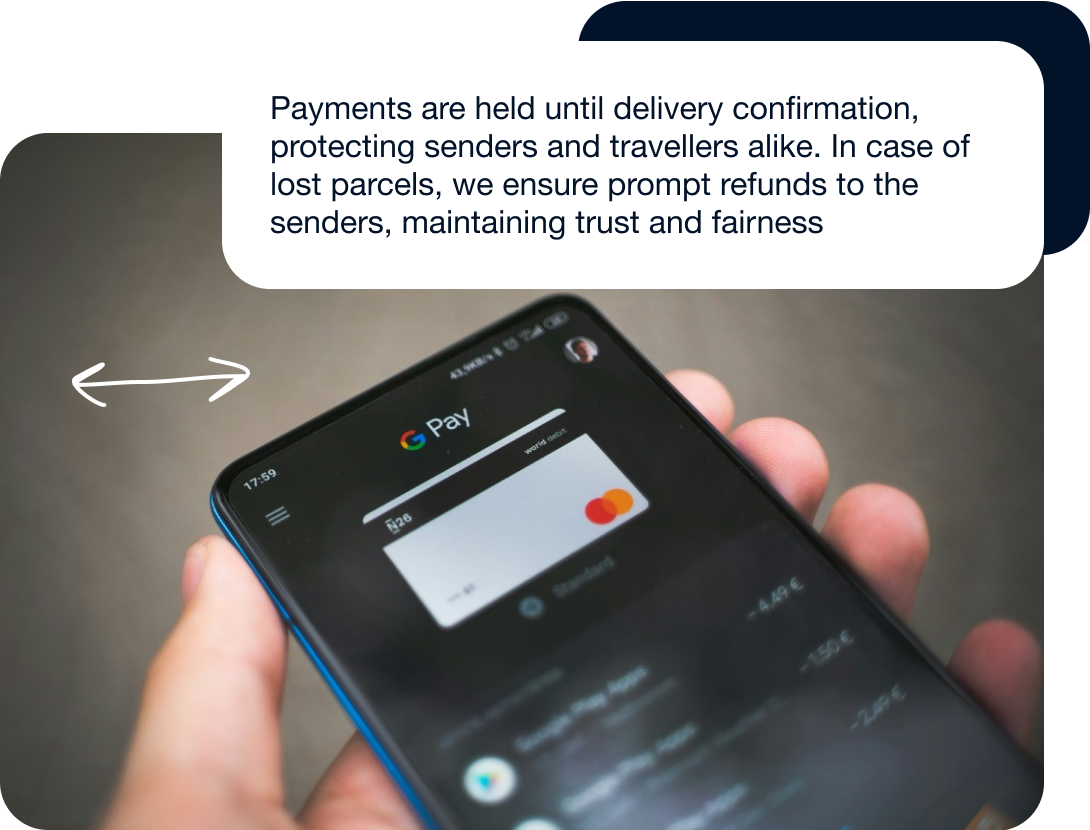 Payments are held until delivery confirmation,
protecting senders and travellers alike. In case of
lost parcels, we ensure prompt refunds to the
senders, maintaining trust and fairness
43,9KB/s
G Pay
17:59
world debit
N26
Standard
-4,49 €
Google Play Apps
-1,50 €
Google Play Apps
-2,49 €
Apps